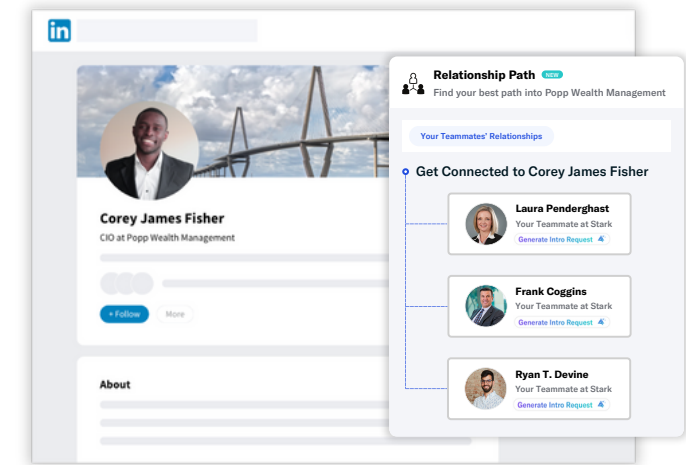 in
Corey James Fisher
CIO at Popp Wealth Management
+ Follow
More
About
Relationship Path NEW
Find your best path into Popp Wealth Management
Your Teammates' Relationships
Get Connected to Corey James Fisher
Laura Penderghast
Your Teammate at Stark
Generate Intro Request
Frank Coggins
Your Teammate at Stark
Generate Intro Request
Ryan T. Devine
Your Teammate at Stark
Generate Intro Request